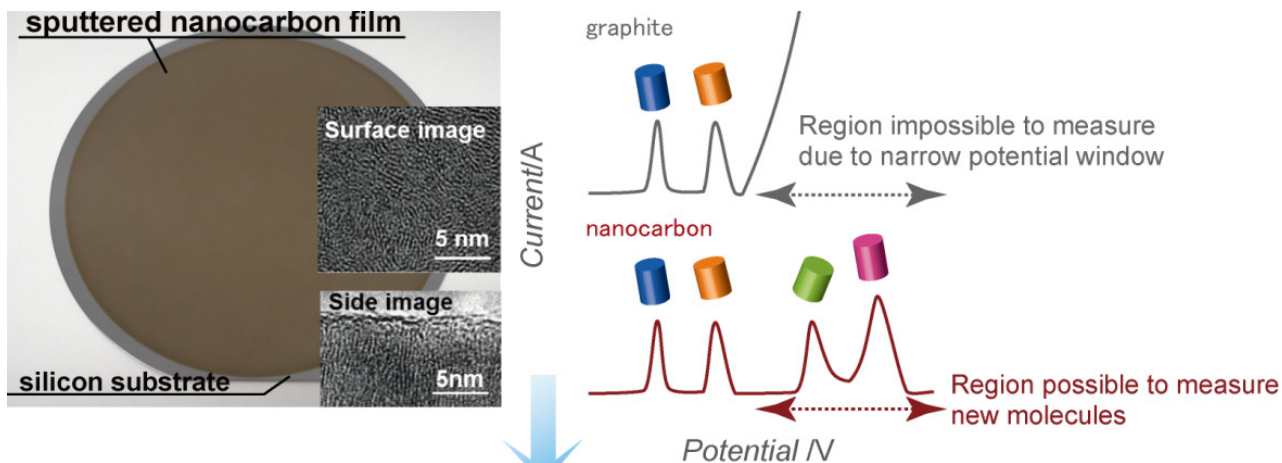 sputtered nanocarbon film
Surface image
5 nm
Side image
5nm
silicon substrate
Current/A
graphite
Region impossible to measure
due to narrow potential window
nanocarbon
Region possible to measure
new molecules
Potential /V